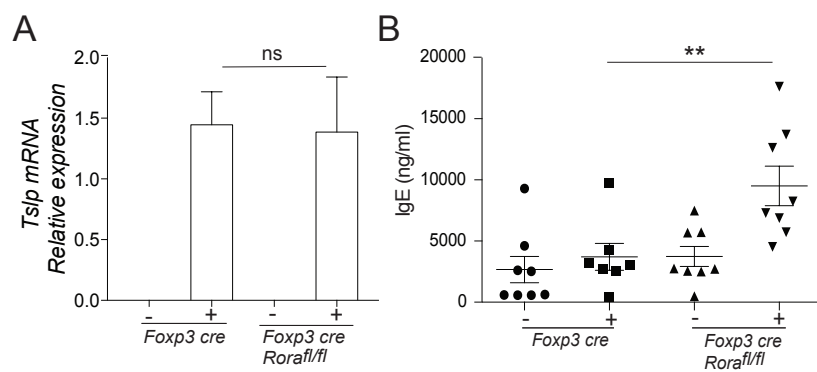 A
Tslp mRNA
Relative expression
2.0
1.5
1.0
0.5
0.0
ns
- + - +
Foxp3 cre
Foxp3 cre
Rorafl/fl
B
IgE (ng/ml)
20000
15000
10000
5000
0
**
- + - +
Foxp3 cre
Foxp3 cre
Rorafl/fl